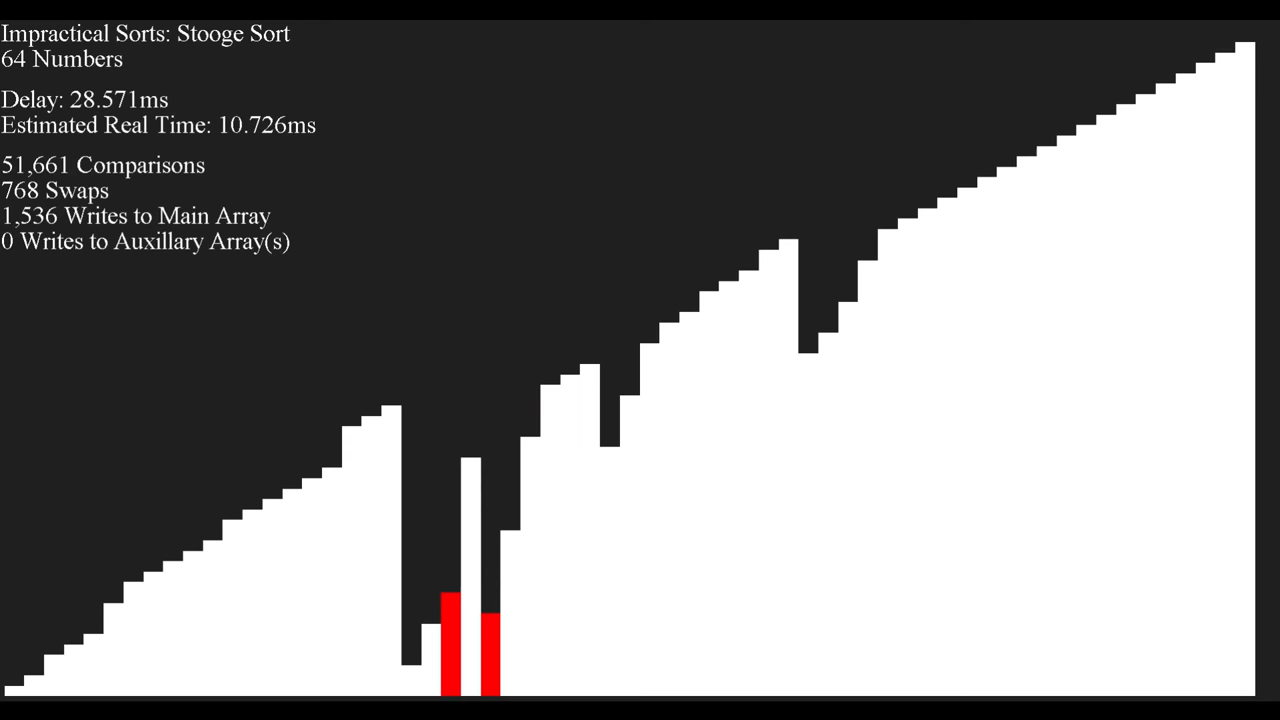 Impractical Sorts: Stooge Sort
64 Numbers
Delay: 28.571ms
Estimated Real Time: 10.726ms
51,661 Comparisons
768 Swaps
1,536 Writes to Main Array
0 Writes to Auxillary Array(s)